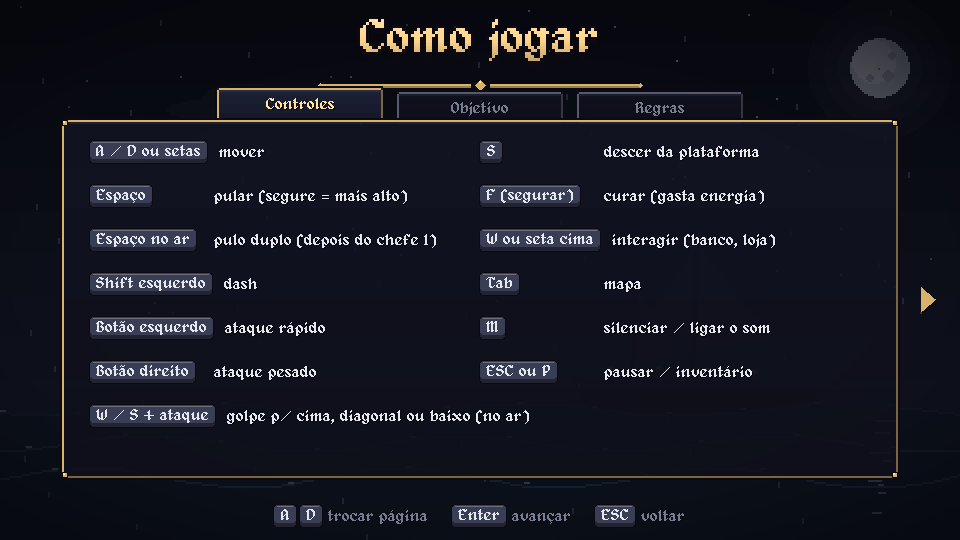 Como jogar
Controles Objetivo Regras
A / D ou setas mover
S descer da plataforma
Espaço pular (segure = mais alto)
F (segurar) curar (gasta energia)
Espaço no ar pulo duplo (depois do chefe 1)
W ou seta cima interagir (banco, loja)
Shift esquerdo dash
Tab mapa
Botão esquerdo ataque rápido
M silenciar / ligar o som
Botão direito ataque pesado
ESC ou P pausar / inventário
W / S + ataque golpe p/ cima, diagonal ou baixo (no ar)
A D trocar página Enter avançar ESC voltar